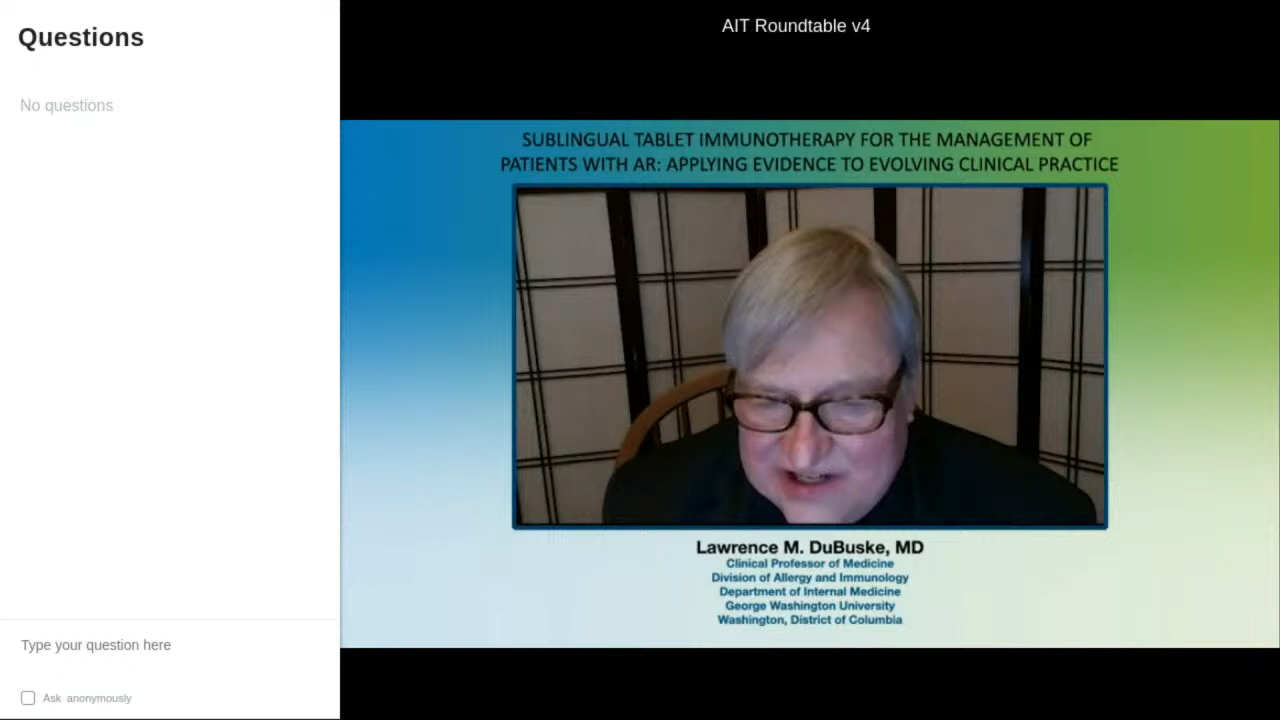 Questions
No questions
Type your question here
Ask anonymously
AIT Roundtable v4
SUBLINGUAL TABLET IMMUNOTHERAPY FOR THE MANAGEMENT OF
PATIENTS WITH AR: APPLYING EVIDENCE TO EVOLVING CLINICAL PRACTICE
Lawrence M. DuBuske, MD
Clinical Professor of Medicine
Division of Allergy and Immunology
Department of Internal Medicine
George Washington University
Washington, District of Columbia